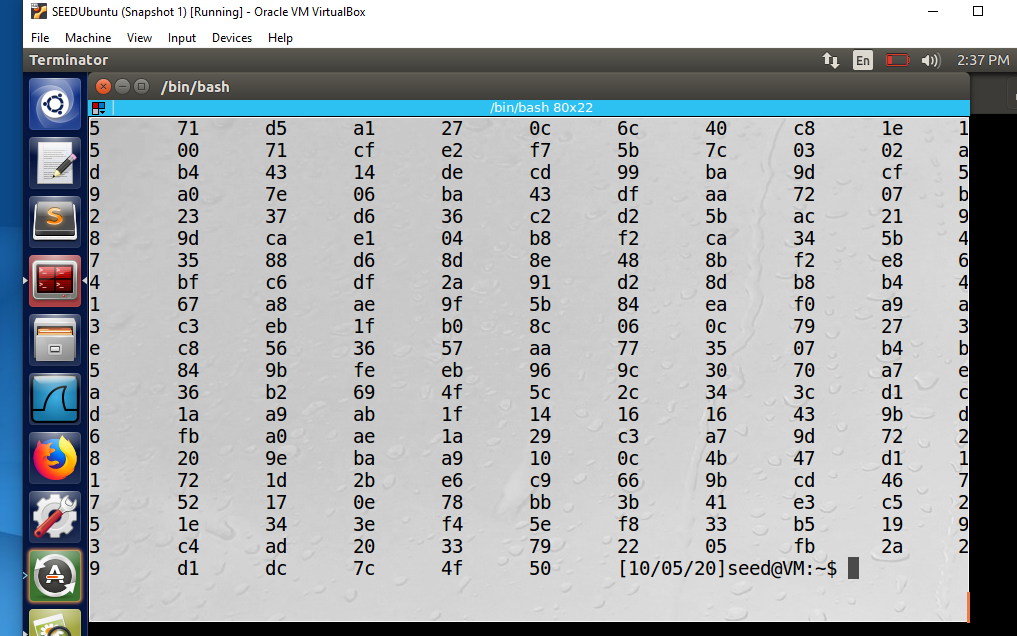 SEEDUbuntu (Snapshot 1) [Running] - Oracle VM VirtualBox
File Machine View Input Devices Help
Terminator En 2:37 PM
/bin/bash
/bin/bash 80x22
5 71 d5 a1 27 0c 6c 40 c8 1e 1
5 00 71 cf e2 f7 5b 7c 03 02 a
d b4 43 14 de cd 99 ba 9d cf 5
9 a0 7e 06 ba 43 df aa 72 07 b
2 23 37 d6 36 c2 d2 5b ac 21 9
8 9d ca e1 04 b8 f2 ca 34 5b 4
7 35 88 d6 8d 8e 48 8b f2 e8 6
4 bf c6 df 2a 91 d2 8d b8 b4 4
1 67 a8 ae 9f 5b 84 ea f0 a9 a
3 c3 eb 1f b0 8c 06 0c 79 27 3
e c8 56 36 57 aa 77 35 07 b4 b
5 84 9b fe eb 96 9c 30 70 a7 e
a 36 b2 69 4f 5c 2c 34 3c d1 c
d 1a a9 ab 1f 14 16 16 43 9b d
6 fb a0 ae 1a 29 c3 a7 9d 72 2
8 20 9e ba a9 10 0c 4b 47 d1 1
1 72 1d 2b e6 c9 66 9b cd 46 7
7 52 17 0e 78 bb 3b 41 e3 c5 2
5 1e 34 3e f4 5e f8 33 b5 19 9
3 c4 ad 20 33 79 22 05 fb 2a 2
9 d1 dc 7c 4f 50 [10/05/20]seed@VM:~$